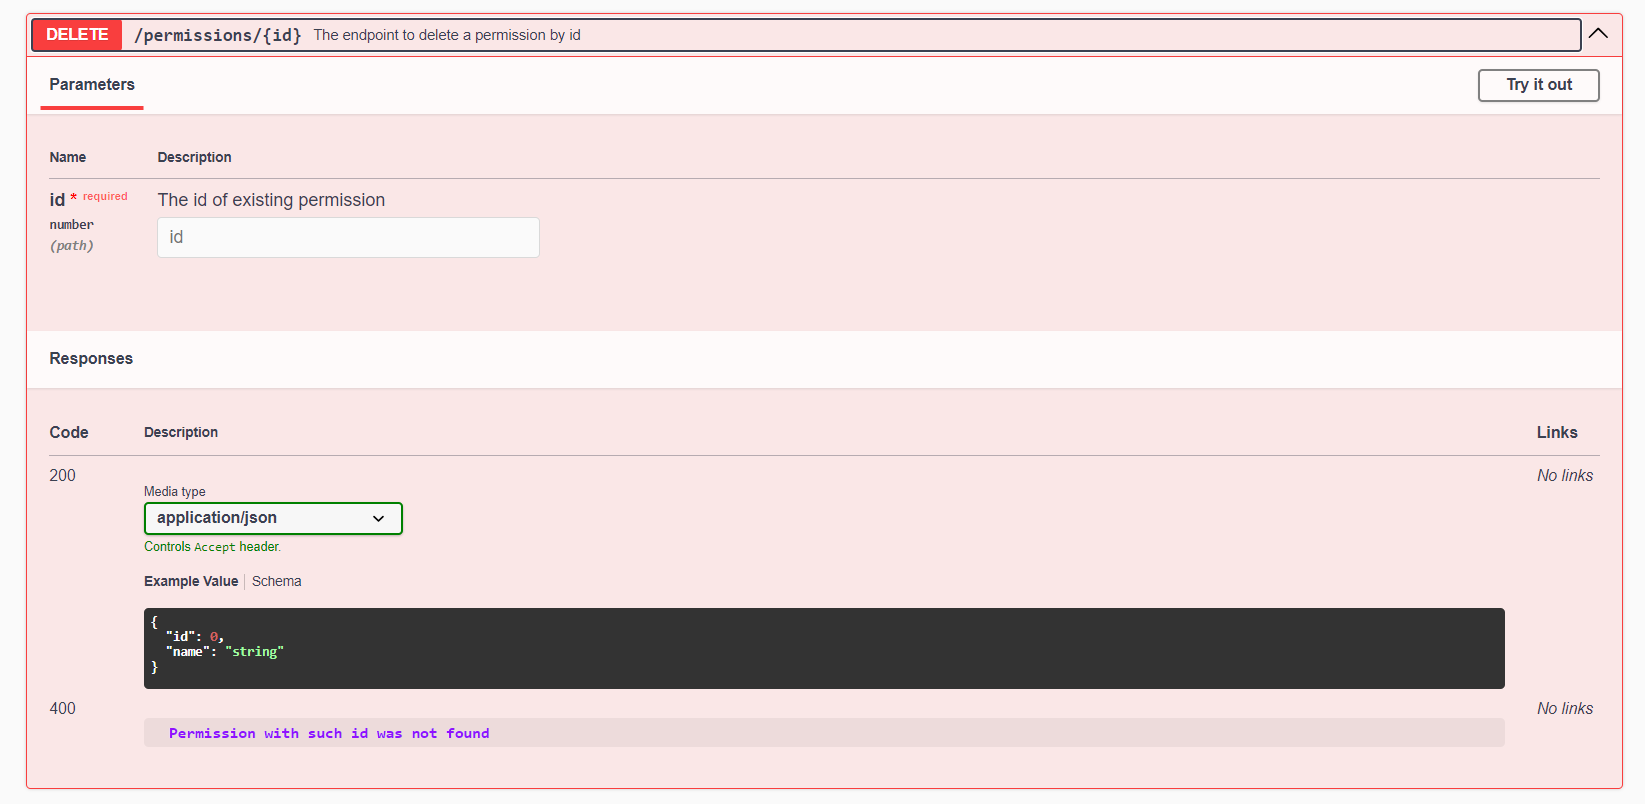 DELETE /permissions/{id} The endpoint to delete a permission by id
Parameters Try it out
Name Description
id * required The id of existing permission
number id
(path)
Responses
Code Description Links
200 No links
Media type
application/json
Controls Accept header.
Example Value Schema
{
"id": 0,
"name": "string"
}
400 No links
Permission with such id was not found